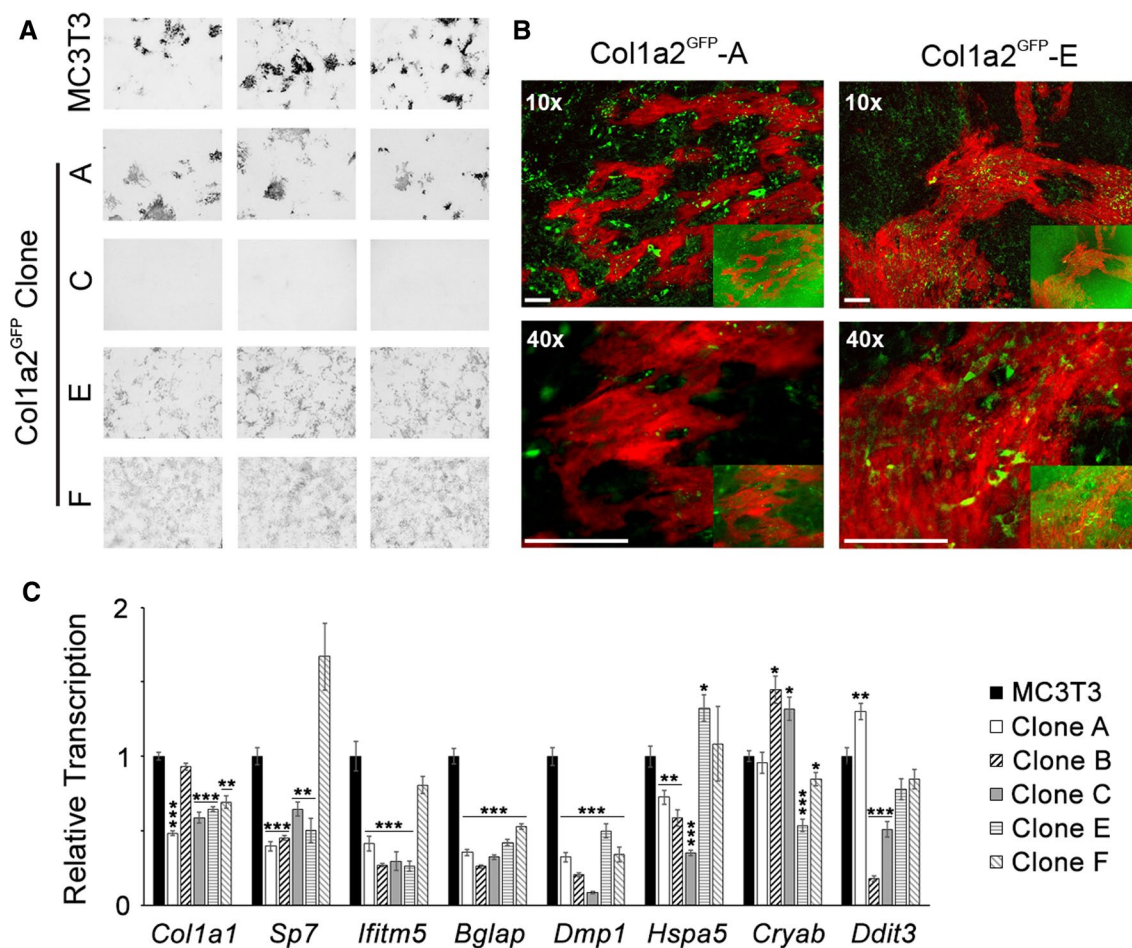 A
MC3T3
Col1a2GFP Clone
A
C
E
F
B
Col1a2GFP-A
Col1a2GFP-E
10x
10x
40x
40x
C
Relative Transcription
2
1
0
***
***
**
***
**
***
***
***
**
***
*
*
*
***
*
**
***
Col1a1
Sp7
Ifitm5
Bglap
Dmp1
Hspa5
Cryab
Ddit3
MC3T3
Clone A
Clone B
Clone C
Clone E
Clone F